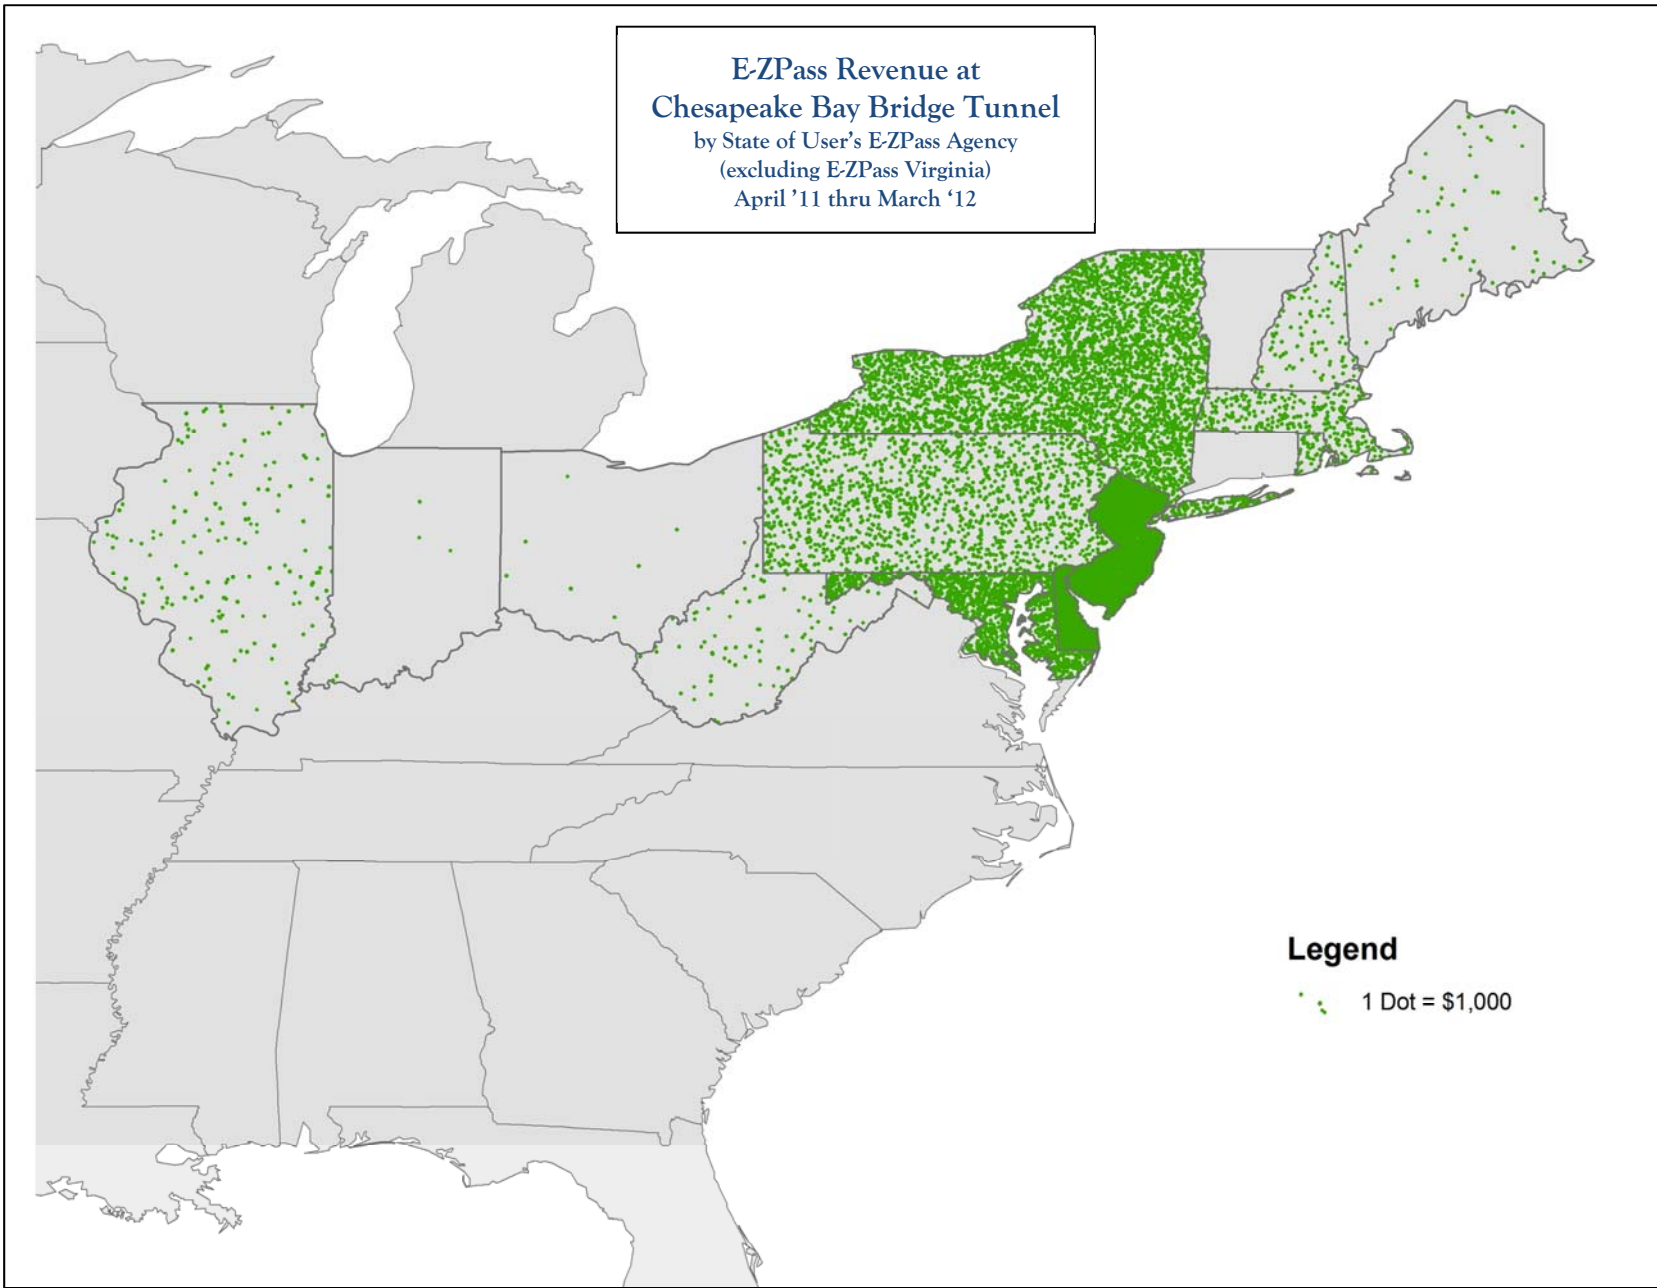 E-ZPass Revenue at
Chesapeake Bay Bridge Tunnel
by State of User’s E-ZPass Agency
(excluding E-ZPass Virginia)
April ’11 thru March ‘12
Legend
1 Dot = $1,000